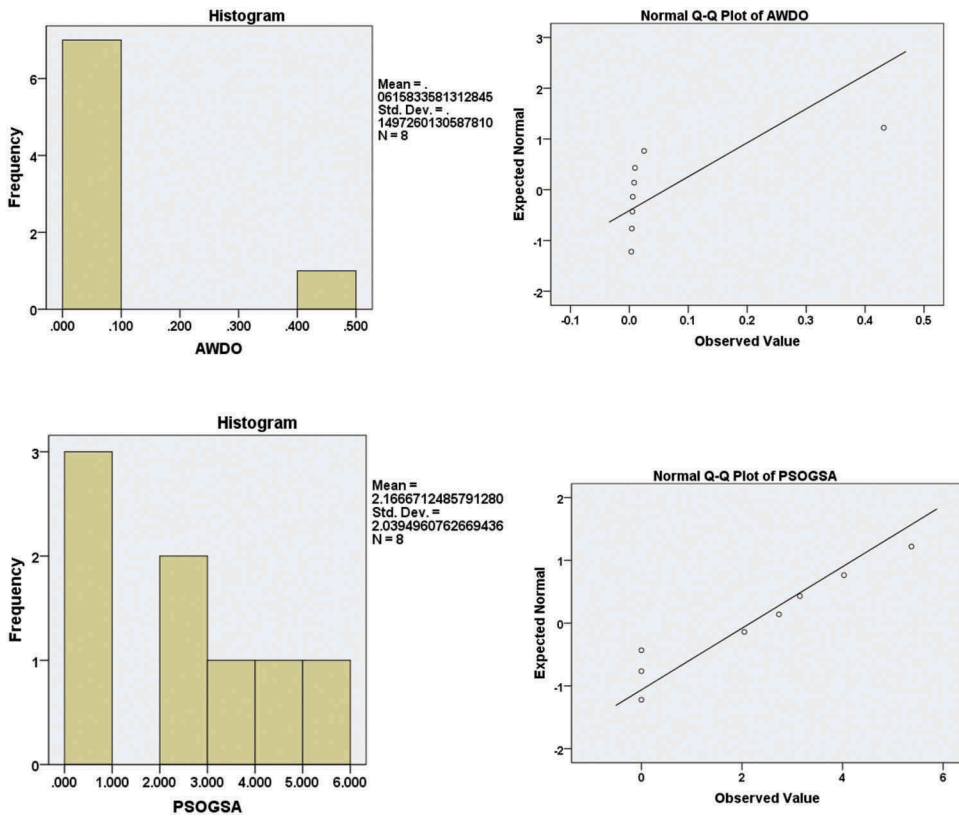 Histogram
Frequency
6
4
2
0
.000 .100 .200 .300 .400 .500
AWDO
Mean = .
0615833581312845
Std. Dev. = .
1497260130587810
N = 8
Normal Q-Q Plot of AWDO
Expected Normal
3
2
1
0
-1
-2
-0.1 0.0 0.1 0.2 0.3 0.4 0.5
Observed Value
Histogram
Frequency
3
2
1
0
.000 1.000 2.000 3.000 4.000 5.000 6.000
PSOGSA
Mean =
2.1666712485791280
Std. Dev. =
2.0394960762669436
N = 8
Normal Q-Q Plot of PSOGSA
Expected Normal
2
1
0
-1
-2
0 2 4 6
Observed Value